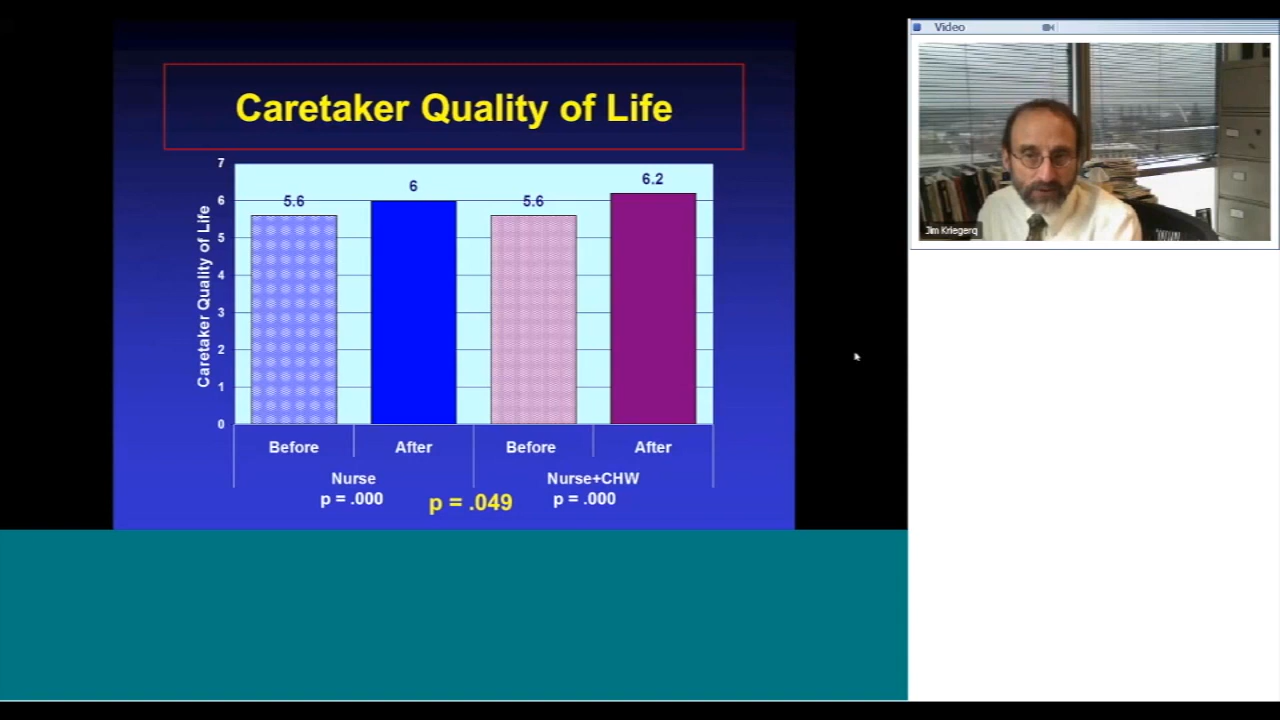 Caretaker Quality of Life
Caretaker Quality of Life
7
6
5
4
3
2
1
0
5.6
6
5.6
6.2
Before After Before After
Nurse Nurse+CHW
p = .000 p = .049 p = .000
Video
Jim Kriegerq